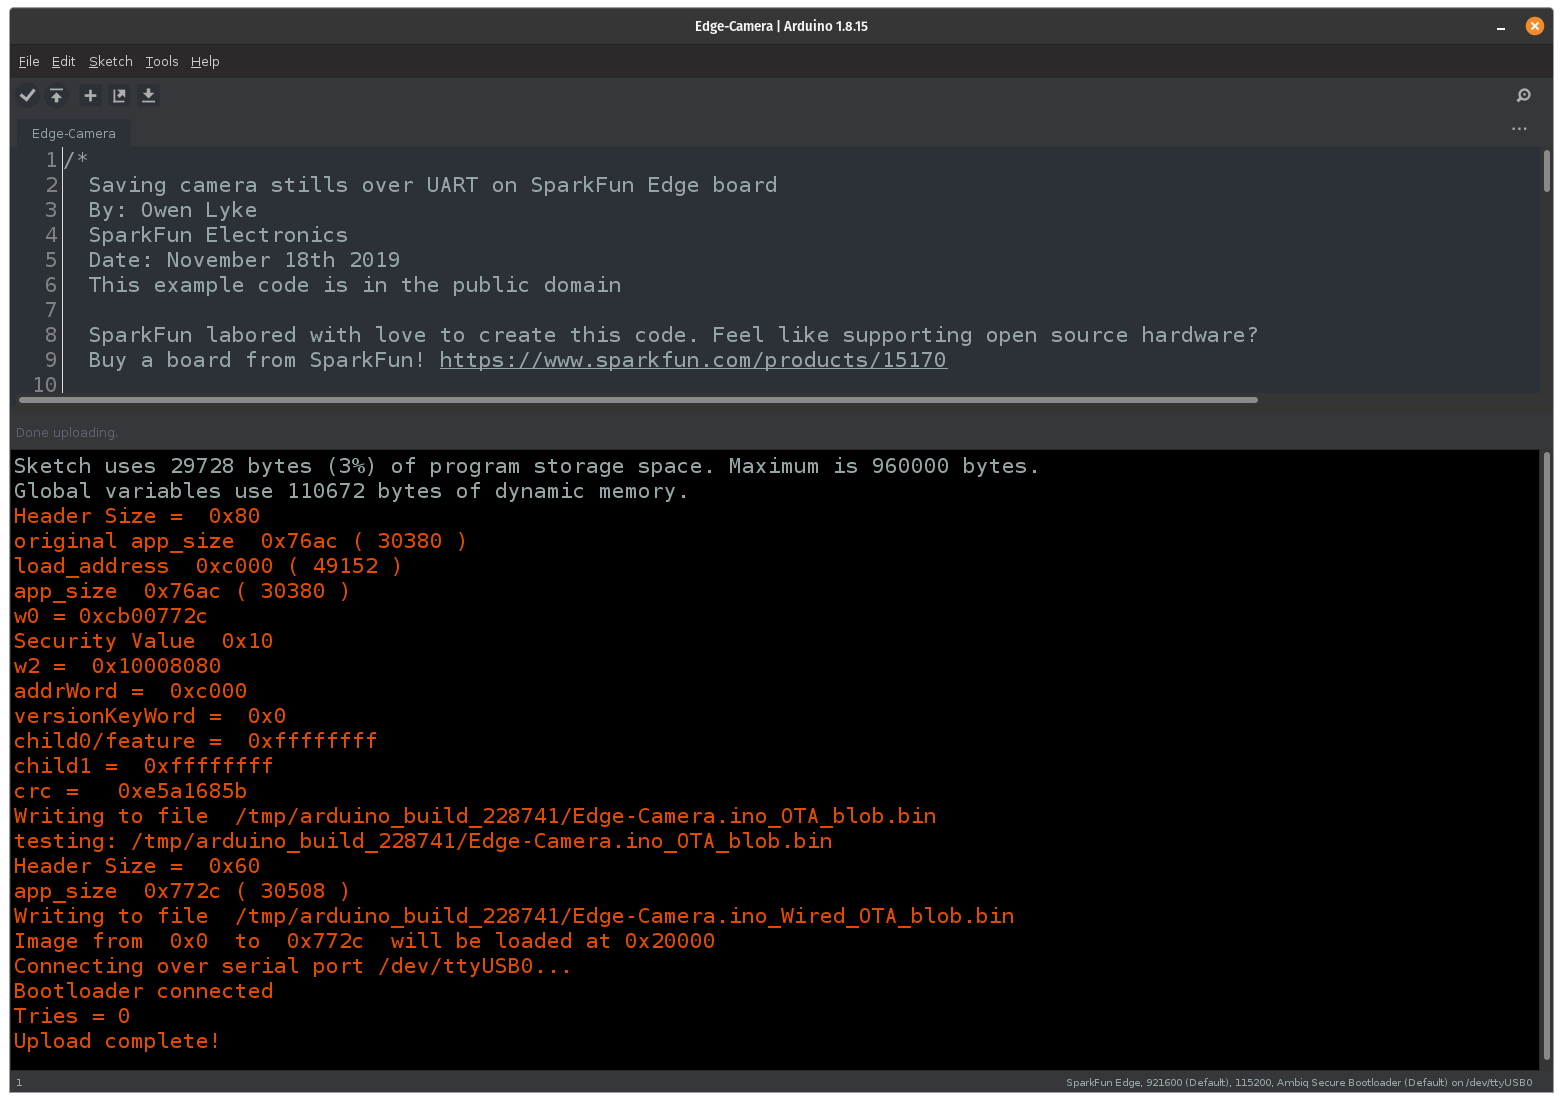 Edge-Camera | Arduino 1.8.15
File Edit Sketch Tools Help
Edge-Camera
1 /*
2 Saving camera stills over UART on SparkFun Edge board
3 By: Owen Lyke
4 SparkFun Electronics
5 Date: November 18th 2019
6 This example code is in the public domain
7
8 SparkFun labored with love to create this code. Feel like supporting open source hardware?
9 Buy a board from SparkFun! https://www.sparkfun.com/products/15170
10
Done uploading.
Sketch uses 29728 bytes (3%) of program storage space. Maximum is 960000 bytes.
Global variables use 110672 bytes of dynamic memory.
Header Size =  0x80
original app_size  0x76ac ( 30380 )
load_address  0xc000 ( 49152 )
app_size  0x76ac ( 30380 )
w0 = 0xcb00772c
Security Value  0x10
w2 =  0x10008080
addrWord =  0xc000
versionKeyWord =  0x0
child0/feature =  0xffffffff
child1 =  0xffffffff
crc =   0xe5a1685b
Writing to file  /tmp/arduino_build_228741/Edge-Camera.ino_OTA_blob.bin
testing: /tmp/arduino_build_228741/Edge-Camera.ino_OTA_blob.bin
Header Size =  0x60
app_size  0x772c ( 30508 )
Writing to file  /tmp/arduino_build_228741/Edge-Camera.ino_Wired_OTA_blob.bin
Image from  0x0  to  0x772c  will be loaded at 0x20000
Connecting over serial port /dev/ttyUSB0...
Bootloader connected
Tries = 0
Upload complete!
1 SparkFun Edge, 921600 (Default), 115200, Ambiq Secure Bootloader (Default) on /dev/ttyUSB0